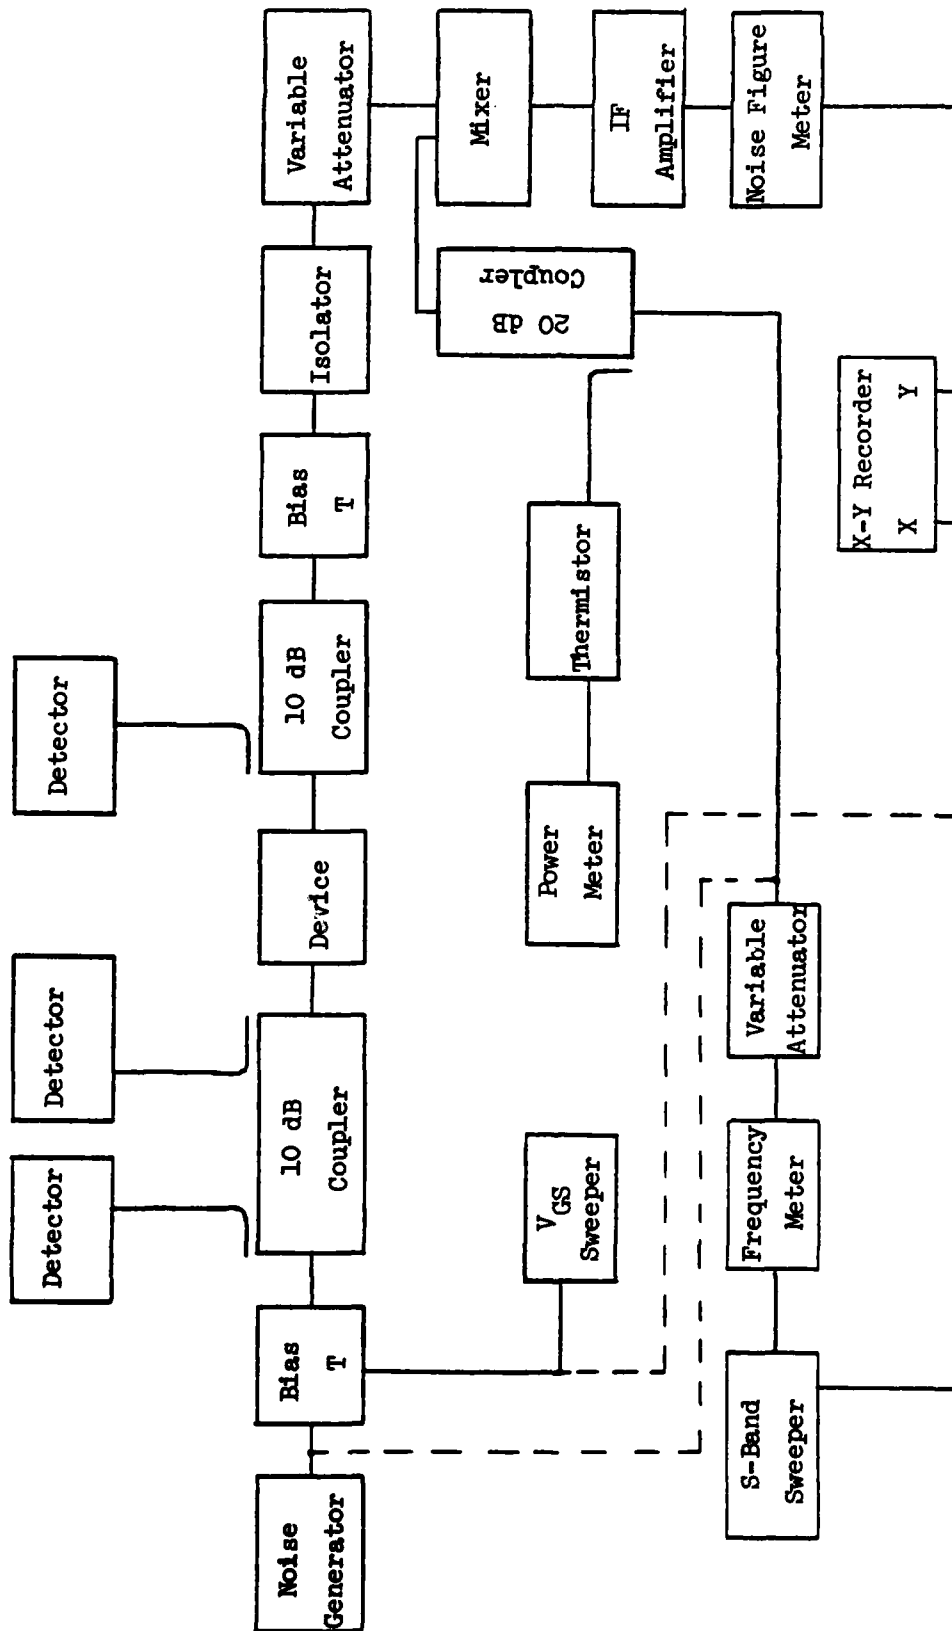 Detector
Detector
Detector
Noise
Generator
Bias
T
10 dB
Coupler
Device
10 dB
Coupler
Bias
T
Isolator
Variable
Attenuator
V_GS
Sweeper
Power
Meter
Thermistor
20 dB
Coupler
Mixer
IF
Amplifier
S-Band
Sweeper
Frequency
Meter
Variable
Attenuator
Noise Figure
Meter
X-Y Recorder
X Y